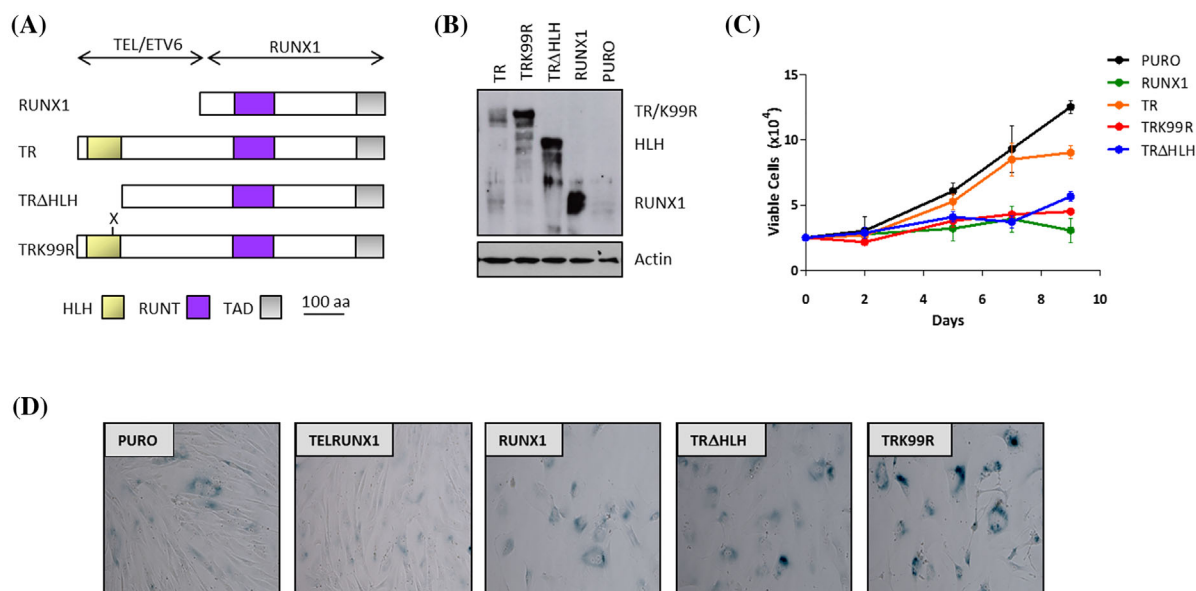 (A)
TEL/ETV6 RUNX1
RUNX1
TR
TRΔHLH
X
TRK99R
HLH RUNT TAD 100 aa
(B)
TR TRK99R TRΔHLH RUNX1 PURO
TR/K99R
HLH
RUNX1
Actin
(C)
15
10
5
0
Viable Cells (x10⁴)
0 2 4 6 8 10
Days
PURO
RUNX1
TR
TRK99R
TRΔHLH
(D)
PURO TELRUNX1 RUNX1 TRΔHLH TRK99R